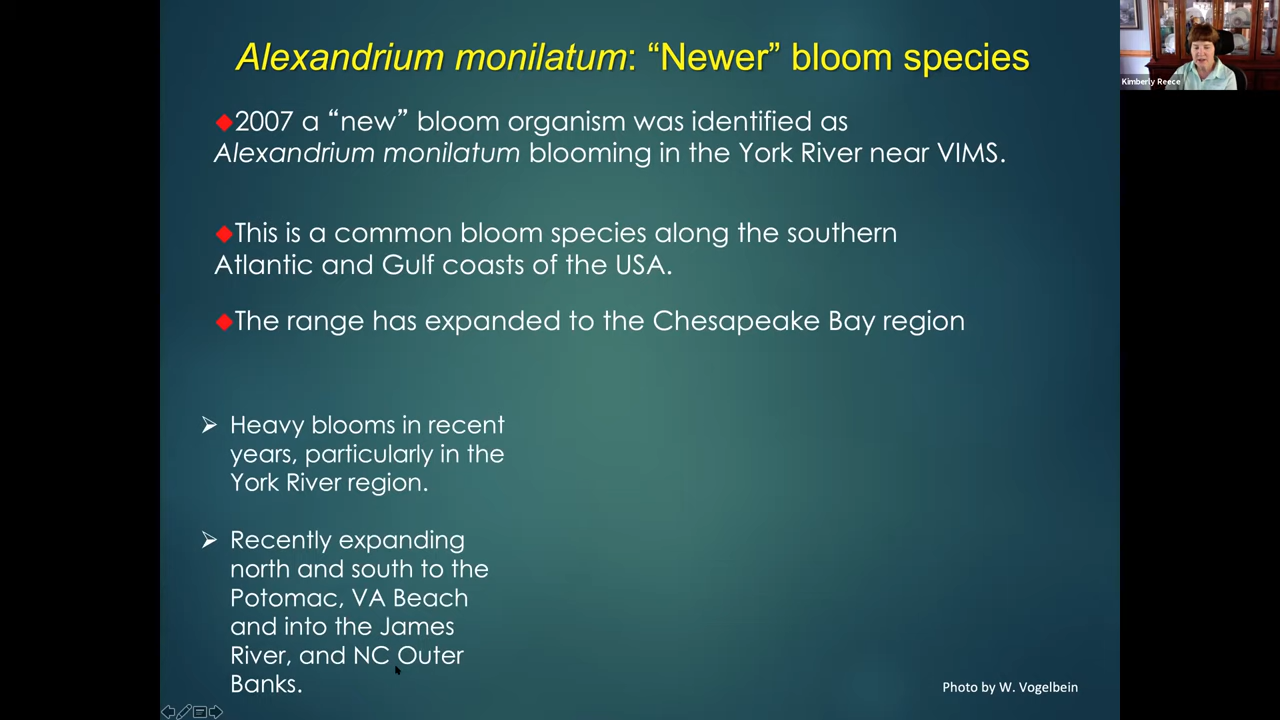 Alexandrium monilatum: “Newer” bloom species
Kimberly Reece
2007 a “new” bloom organism was identified as
Alexandrium monilatum blooming in the York River near VIMS.
This is a common bloom species along the southern
Atlantic and Gulf coasts of the USA.
The range has expanded to the Chesapeake Bay region
Heavy blooms in recent
years, particularly in the
York River region.
Recently expanding
north and south to the
Potomac, VA Beach
and into the James
River, and NC Outer
Banks.
Photo by W. Vogelbein